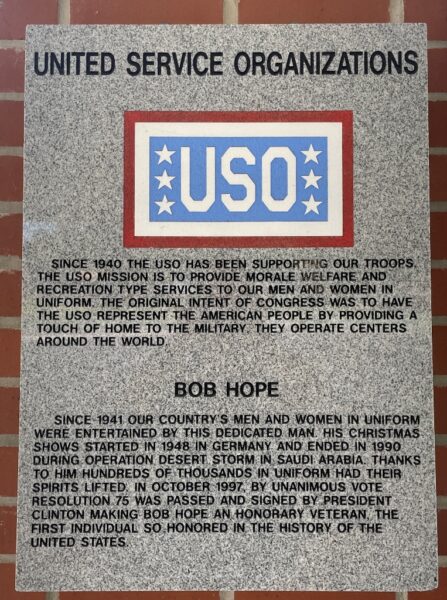 UNITED SERVICE ORGANIZATIONS
USO
SINCE 1940 THE USO HAS BEEN SUPPORTING OUR TROOPS.
THE USO MISSION IS TO PROVIDE MORALE WELFARE AND
RECREATION TYPE SERVICES TO OUR MEN AND WOMEN IN
UNIFORM. THE ORIGINAL INTENT OF CONGRESS WAS TO HAVE
THE USO REPRESENT THE AMERICAN PEOPLE BY PROVIDING A
TOUCH OF HOME TO THE MILITARY. THEY OPERATE CENTERS
AROUND THE WORLD.
BOB HOPE
SINCE 1941 OUR COUNTRY'S MEN AND WOMEN IN UNIFORM
WERE ENTERTAINED BY THIS DEDICATED MAN. HIS CHRISTMAS
SHOWS STARTED IN 1948 IN GERMANY AND ENDED IN 1990
DURING OPERATION DESERT STORM IN SAUDI ARABIA. THANKS
TO HIM HUNDREDS OF THOUSANDS IN UNIFORM HAD THEIR
SPIRITS LIFTED. IN OCTOBER 1997, BY UNANIMOUS VOTE
RESOLUTION 75 WAS PASSED AND SIGNED BY PRESIDENT
CLINTON MAKING BOB HOPE AN HONORARY VETERAN, THE
FIRST INDIVIDUAL SO HONORED IN THE HISTORY OF THE
UNITED STATES.